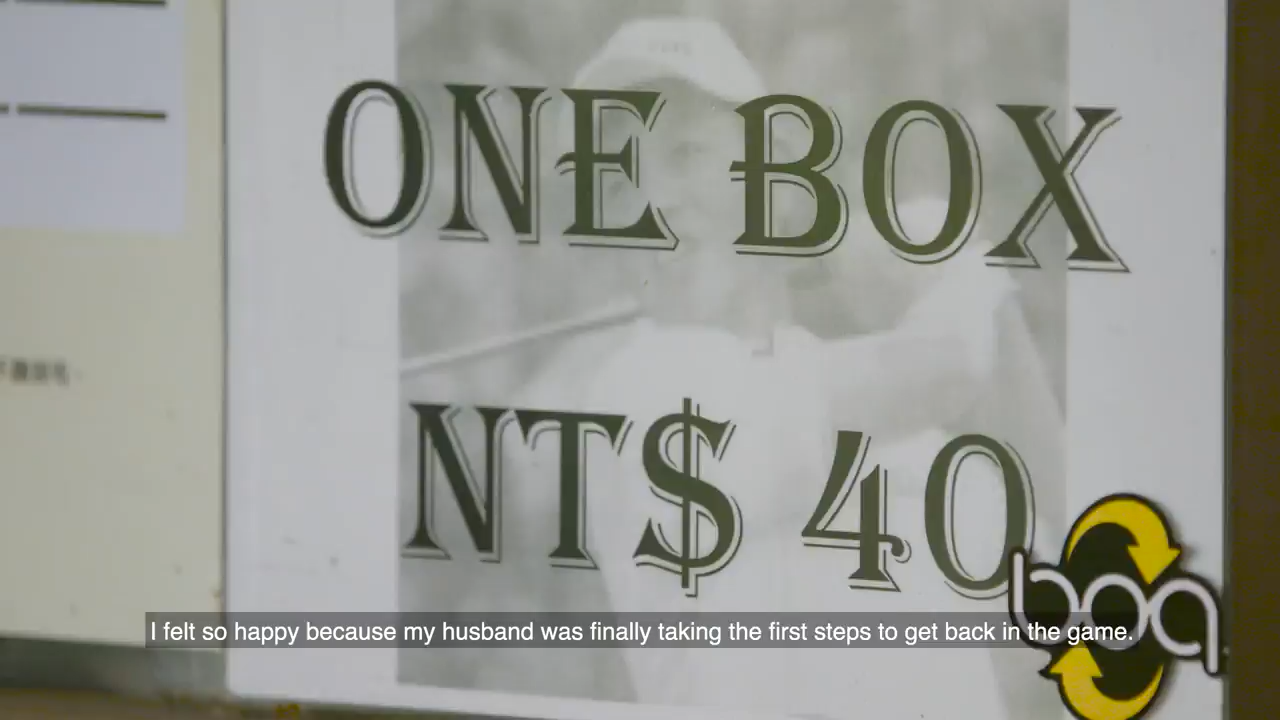 ONE BOX
NT$ 40
boq
I felt so happy because my husband was finally taking the first steps to get back in the game.